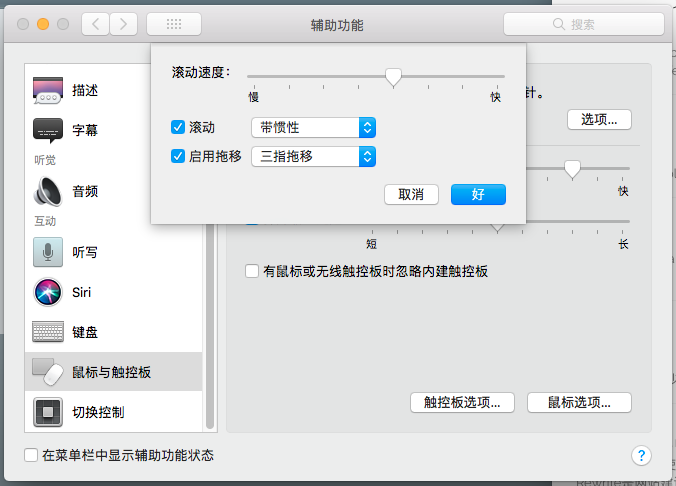 辅助功能
搜索
描述
字幕
听觉
音频
互动
听写
Siri
键盘
鼠标与触控板
切换控制
滚动速度：
慢
快
滚动
带惯性
启用拖移
三指拖移
取消
好
针。
选项...
快
短
长
有鼠标或无线触控板时忽略内建触控板
触控板选项...
鼠标选项...
在菜单栏中显示辅助功能状态
?